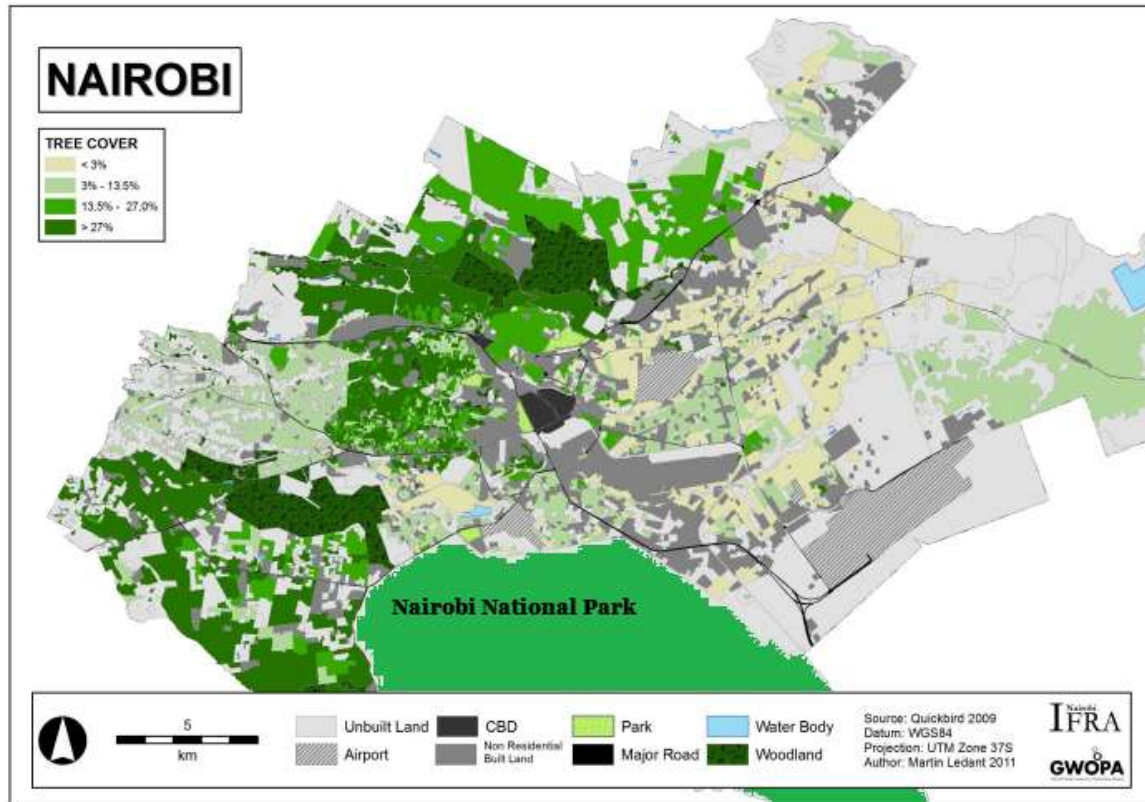 NAIROBI
TREE COVER
< 3%
3% - 13.5%
13.5% - 27.0%
> 27%
Nairobi National Park
5
km
Unbuilt Land
Airport
CBD
Non Residential
Built Land
Park
Major Road
Water Body
Woodland
Source: Quickbird 2009
Datum: WGS84
Projection: UTM Zone 37S
Author: Martin Ledant 2011
Nairobi
IFRA
GWOPA